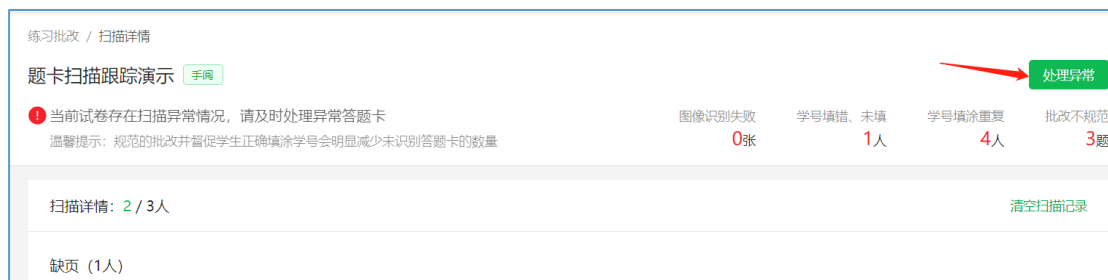 练习批改 / 扫描详情
题卡扫描跟踪演示 手阅
处理异常
! 当前试卷存在扫描异常情况，请及时处理异常答题卡
温馨提示：规范的批改并督促学生正确填涂学号会明显减少未识别答题卡的数量
图像识别失败 学号填错、未填 学号填涂重复 批改不规范
0张 1人 4人 3题
扫描详情：2 / 3人 清空扫描记录
缺页（1人）